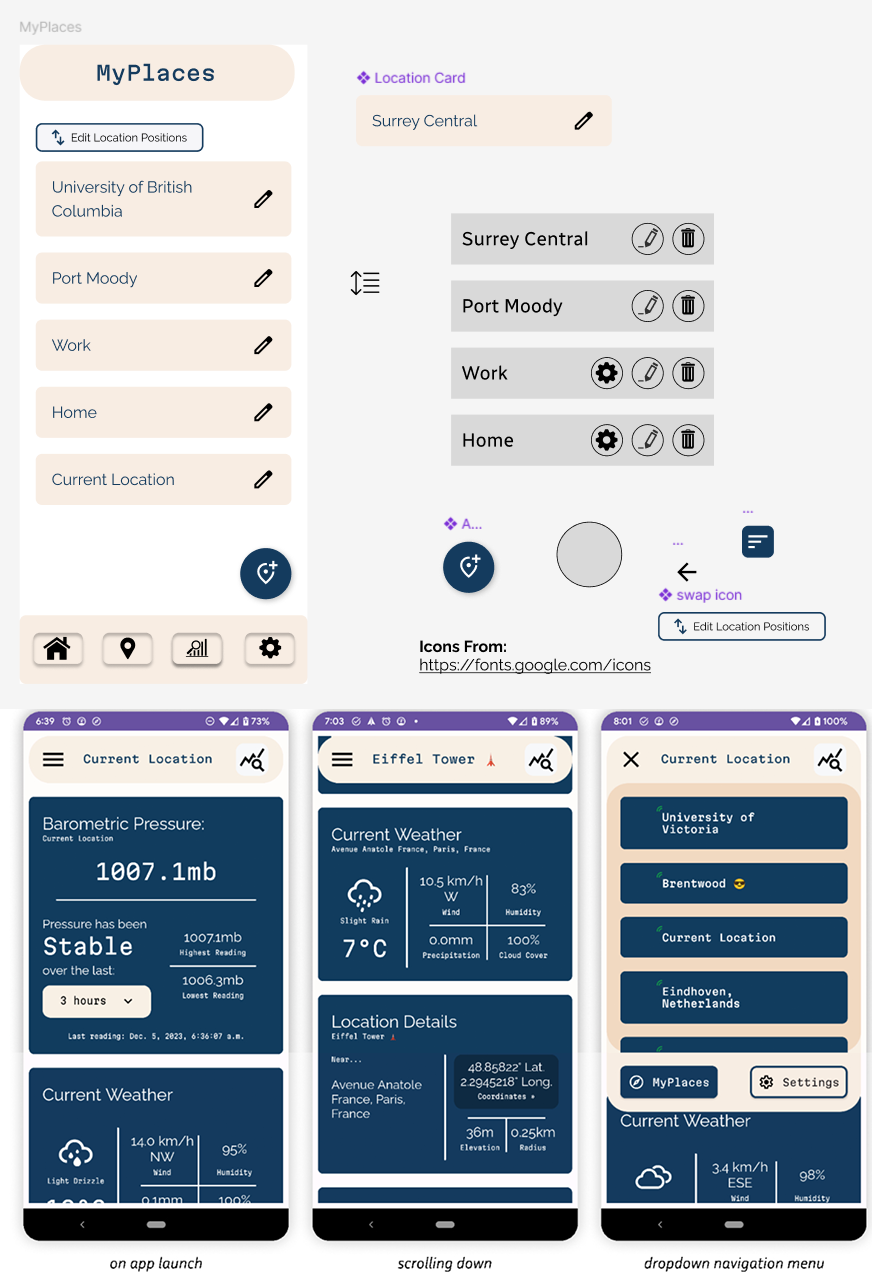 MyPlaces
MyPlaces
Edit Location Positions
University of British
Columbia
Port Moody
Work
Home
Current Location
Location Card
Surrey Central
Surrey Central
Port Moody
Work
Home
A...
...
...
swap icon
Edit Location Positions
Icons From:
https://fonts.google.com/icons
6:39
73%
Current Location
Barometric Pressure:
Current Location
1007.1mb
Pressure has been
Stable
over the last:
3 hours
1007.1mb
Highest Reading
1006.3mb
Lowest Reading
Last reading: Dec. 5, 2023, 6:36:07 a.m.
Current Weather
Light Drizzle
14.0 km/h
NW
Wind
95%
Humidity
0.1mm
100%
on app launch
7:03
89%
Eiffel Tower
Current Weather
Avenue Anatole France, Paris, France
Slight Rain
7°C
10.5 km/h
W
Wind
83%
Humidity
0.0mm
Precipitation
100%
Cloud Cover
Location Details
Eiffel Tower
Near...
Avenue Anatole
France, Paris,
France
48.85822° Lat.
2.2945218° Long.
Coordinates
36m
Elevation
0.25km
Radius
scrolling down
8:01
100%
Current Location
University of
Victoria
Brentwood 😎
Current Location
Eindhoven,
Netherlands
MyPlaces
Settings
Current Weather
3.4 km/h
ESE
Wind
98%
Humidity
dropdown navigation menu